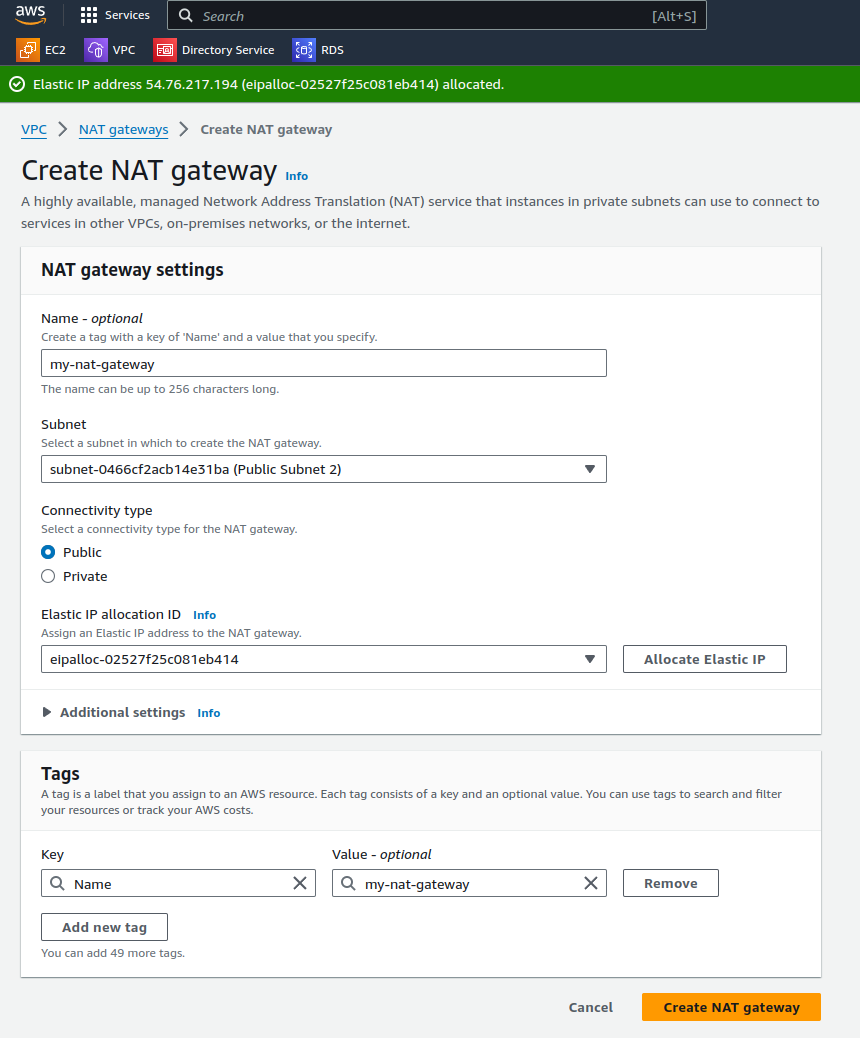 aws
Services
Search
[Alt+S]
EC2
VPC
Directory Service
RDS
Elastic IP address 54.76.217.194 (eipalloc-02527f25c081eb414) allocated.
VPC
NAT gateways
Create NAT gateway
Create NAT gateway Info
A highly available, managed Network Address Translation (NAT) service that instances in private subnets can use to connect to
services in other VPCs, on-premises networks, or the internet.
NAT gateway settings
Name - optional
Create a tag with a key of 'Name' and a value that you specify.
my-nat-gateway
The name can be up to 256 characters long.
Subnet
Select a subnet in which to create the NAT gateway.
subnet-0466cf2acb14e31ba (Public Subnet 2)
Connectivity type
Select a connectivity type for the NAT gateway.
Public
Private
Elastic IP allocation ID Info
Assign an Elastic IP address to the NAT gateway.
eipalloc-02527f25c081eb414
Allocate Elastic IP
Additional settings Info
Tags
A tag is a label that you assign to an AWS resource. Each tag consists of a key and an optional value. You can use tags to search and filter
your resources or track your AWS costs.
Key
Value - optional
Name
my-nat-gateway
Remove
Add new tag
You can add 49 more tags.
Cancel
Create NAT gateway